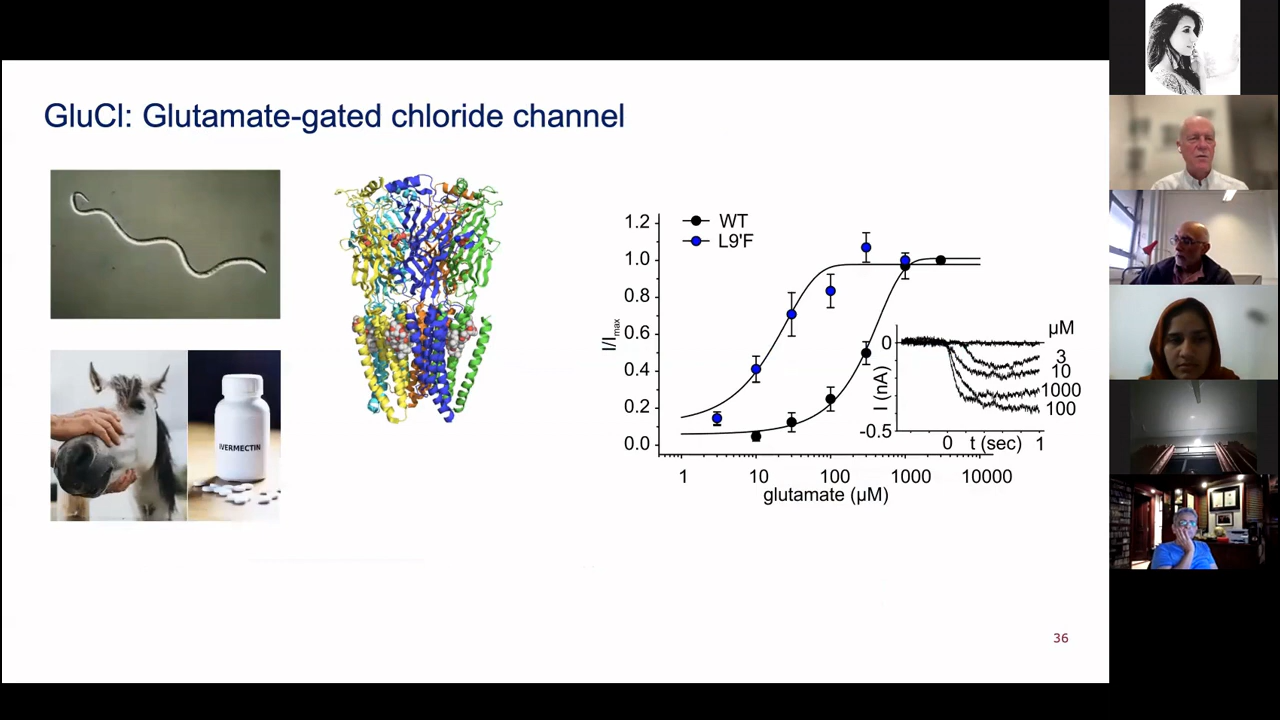 GluCl: Glutamate-gated chloride channel
IVERMECTIN
WT
L9'F
I/Imax
1.2
1.0
0.8
0.6
0.4
0.2
0.0
1 10 100 1000 10000
glutamate (µM)
µM
0
3
10
1000
100
I (nA)
-0.5
0 t (sec) 1
36